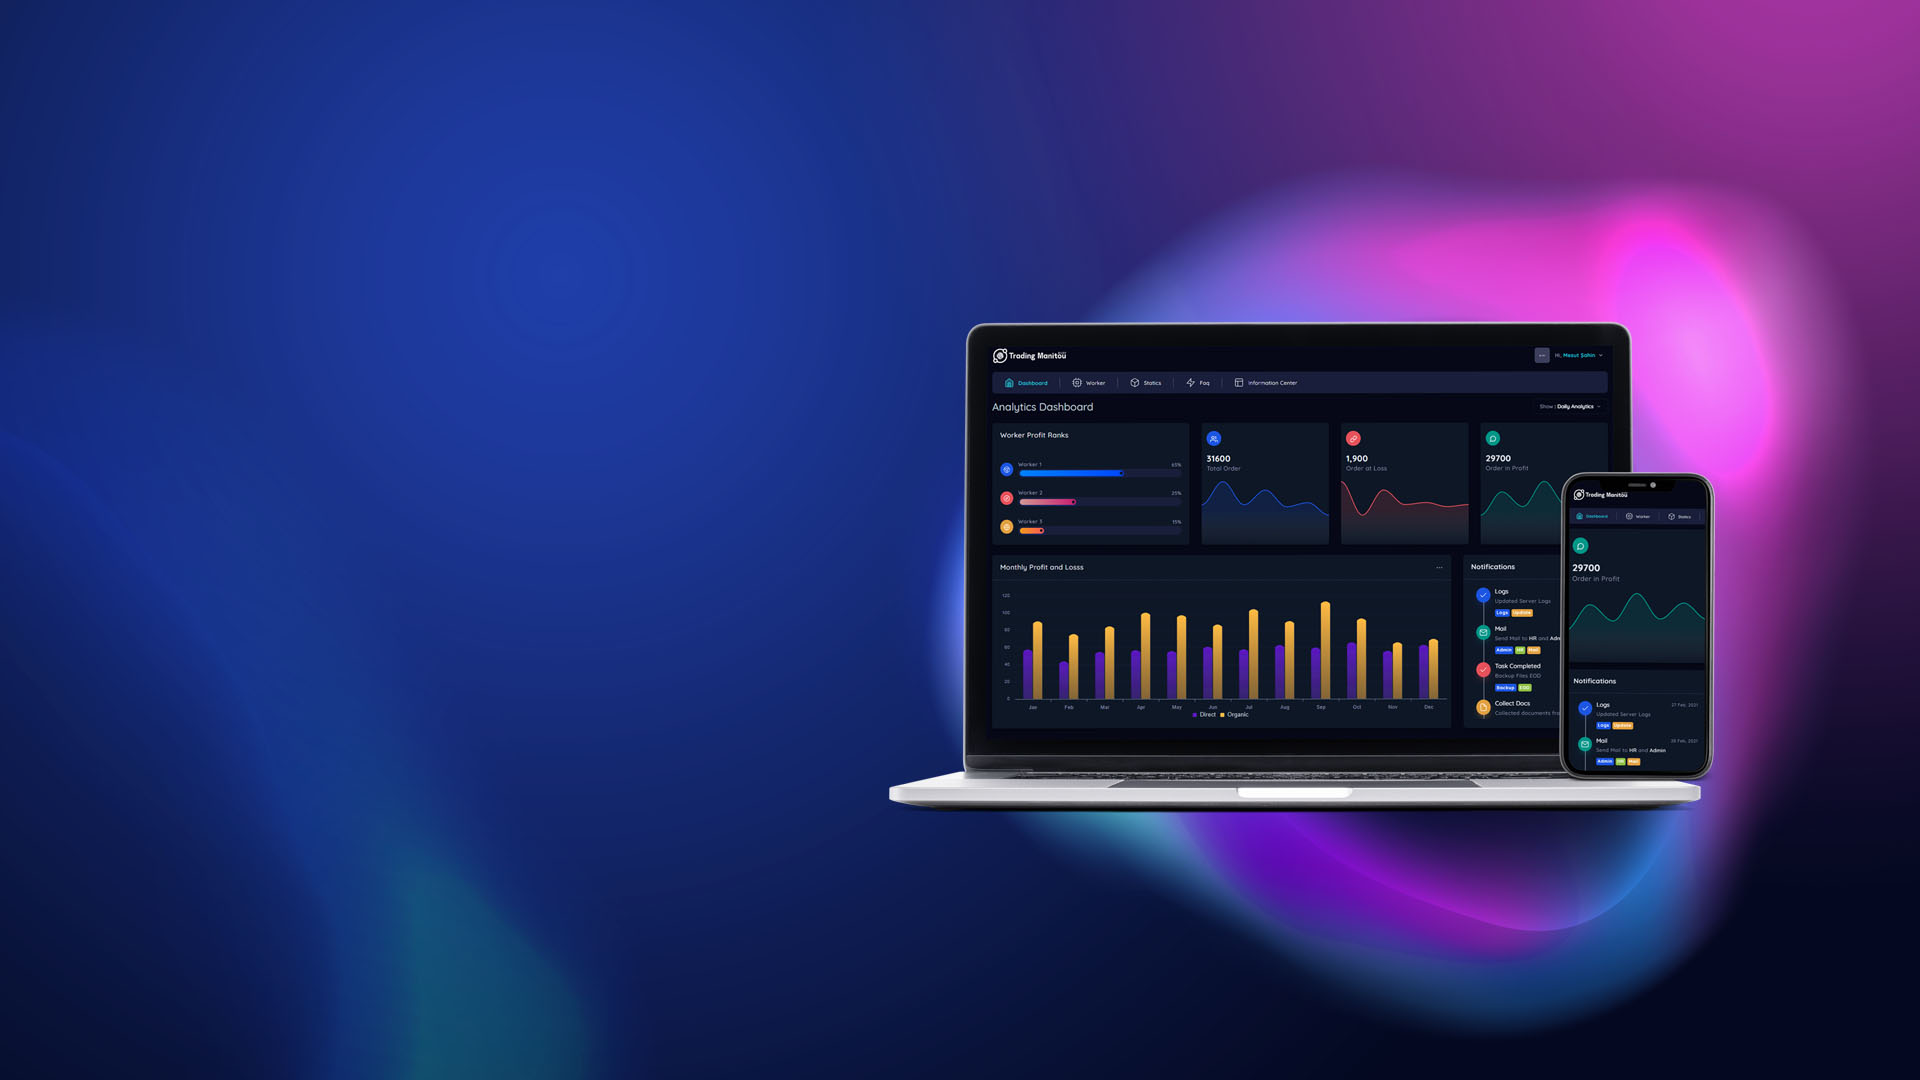 Trading Manitou
Hi, Mesut Şahin
Dashboard
Worker
Statics
Faq
Information Center
Analytics Dashboard
Show : Daily Analytics
Worker Profit Ranks
Worker 1
65%
Worker 2
25%
Worker 3
15%
31600
Total Order
1,900
Order at Loss
29700
Order in Profit
Monthly Profit and Losss
120
100
80
60
40
20
0
Jan Feb Mar Apr May Jun Jul Aug Sep Oct Nov Dec
Direct Organic
Notifications
Logs
Updated Server Logs
Logs Update
Mail
Send Mail to HR and Adm
Admin HR Mail
Task Completed
Backup Files EOD
Backup EOD
Collect Docs
Collected documents fro
Trading Manitou
Dashboard
Worker
Statics
29700
Order in Profit
Notifications
Logs
27 Feb, 2021
Updated Server Logs
Logs Update
Mail
Feb, 2021
Send Mail to HR and Admin
Admin HR Mail